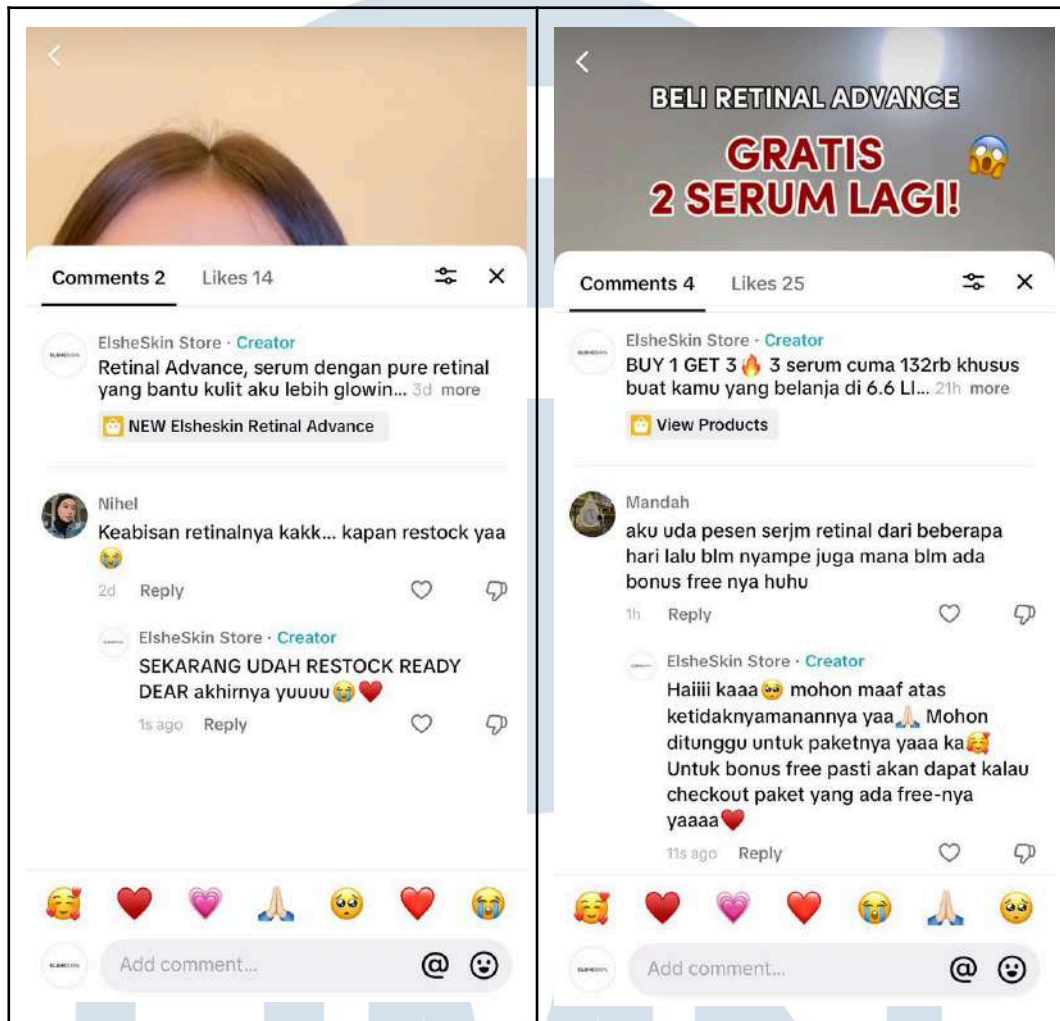 Comments 2 Likes 14
ElsheSkin Store · Creator
Retinal Advance, serum dengan pure retinal
yang bantu kulit aku lebih glowin... 3d more
NEW Elsheskin Retinal Advance
Nihel
Keabisan retinalnya kakk... kapan restock yaa
😭
2d Reply
ElsheSkin Store · Creator
SEKARANG UDAH RESTOCK READY
DEAR akhirnya yuuuu😭❤️
1s ago Reply
Add comment... @
BELI RETINAL ADVANCE
GRATIS
2 SERUM LAGI!
Comments 4 Likes 25
ElsheSkin Store · Creator
BUY 1 GET 3🔥 3 serum cuma 132rb khusus
buat kamu yang belanja di 6.6 LI... 21h more
View Products
Mandah
aku uda pesen serjm retinal dari beberapa
hari lalu blm nyampe juga mana blm ada
bonus free nya huhu
1h Reply
ElsheSkin Store · Creator
Haiiii kaaa🥺 mohon maaf atas
ketidaknyamanannya yaa🙏🏻 Mohon
ditunggu untuk paketnya yaaa ka🥰
Untuk bonus free pasti akan dapat kalau
checkout paket yang ada free-nya
yaaaa❤️
11s ago Reply
Add comment... @